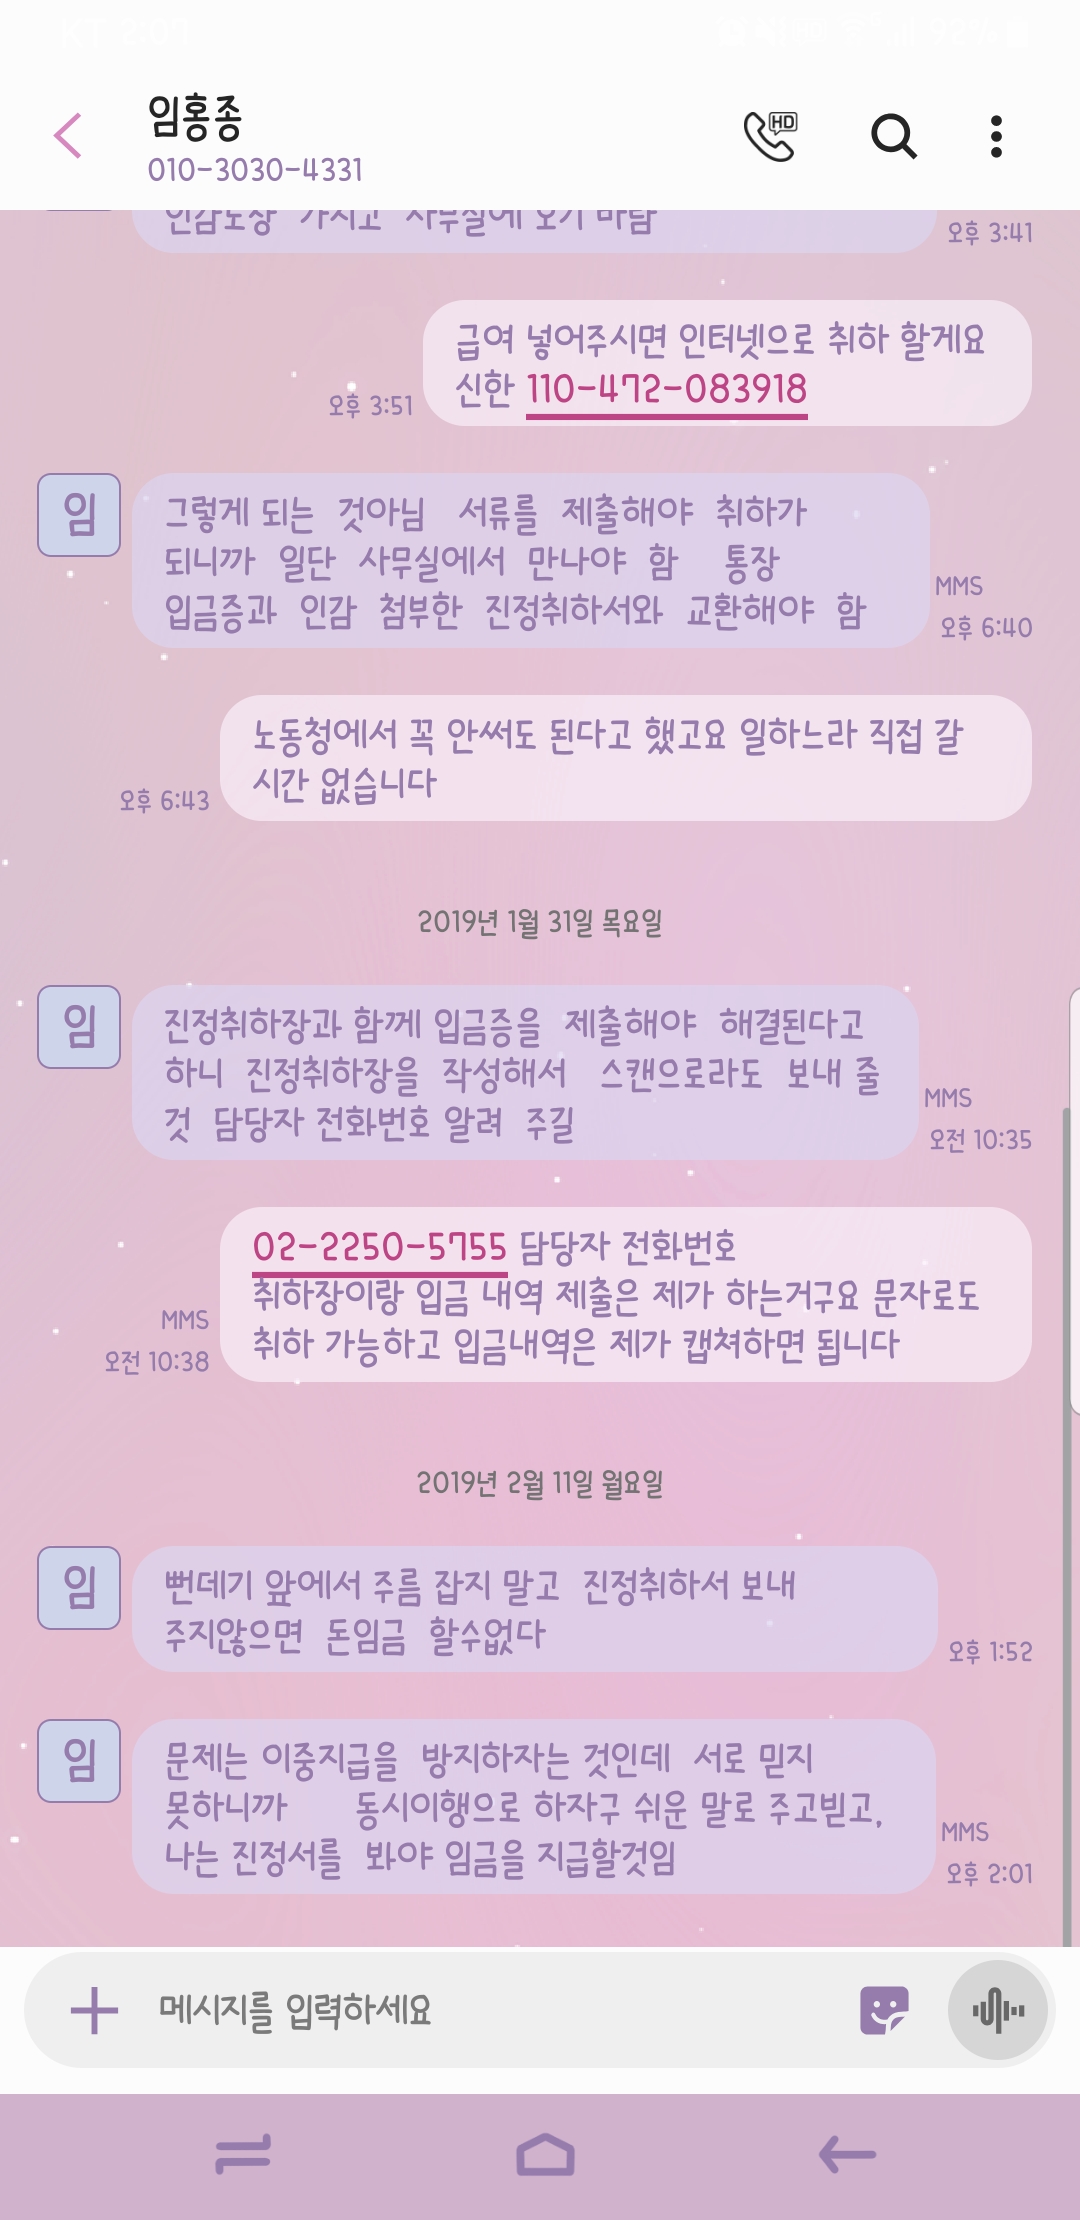 KT 2:07
92%
임홍종
HD
010-3030-4331
인감도장 가지고 사무실에 오기 바람
오후 3:41
급여 넣어주시면 인터넷으로 취하 할게요
신한 110-472-083918
오후 3:51
임
그렇게 되는 것아님 서류를 제출해야 취하가
되니까 일단 사무실에서 만나야 함 통장
입금증과 인감 첨부한 진정취하서와 교환해야 함
MMS
오후 6:40
노동청에서 꼭 안써도 된다고 했고요 일하느라 직접 갈
시간 없습니다
오후 6:43
2019년 1월 31일 목요일
임
진정취하장과 함께 입금증을 제출해야 해결된다고
하니 진정취하장을 작성해서 스캔으로라도 보내 줄
것 담당자 전화번호 알려 주길
MMS
오전 10:35
02-2250-5755 담당자 전화번호
취하장이랑 입금 내역 제출은 제가 하는거구요 문자로도
취하 가능하고 입금내역은 제가 캡쳐하면 됩니다
MMS
오전 10:38
2019년 2월 11일 월요일
임
뻔데기 앞에서 주름 잡지 말고 진정취하서 보내
주지않으면 돈임금 할수없다
오후 1:52
임
문제는 이중지급을 방지하자는 것인데 서로 믿지
못하니까 동시이행으로 하자구 쉬운 말로 주고받고,
나는 진정서를 봐야 임금을 지급할것임
MMS
오후 2:01
메시지를 입력하세요